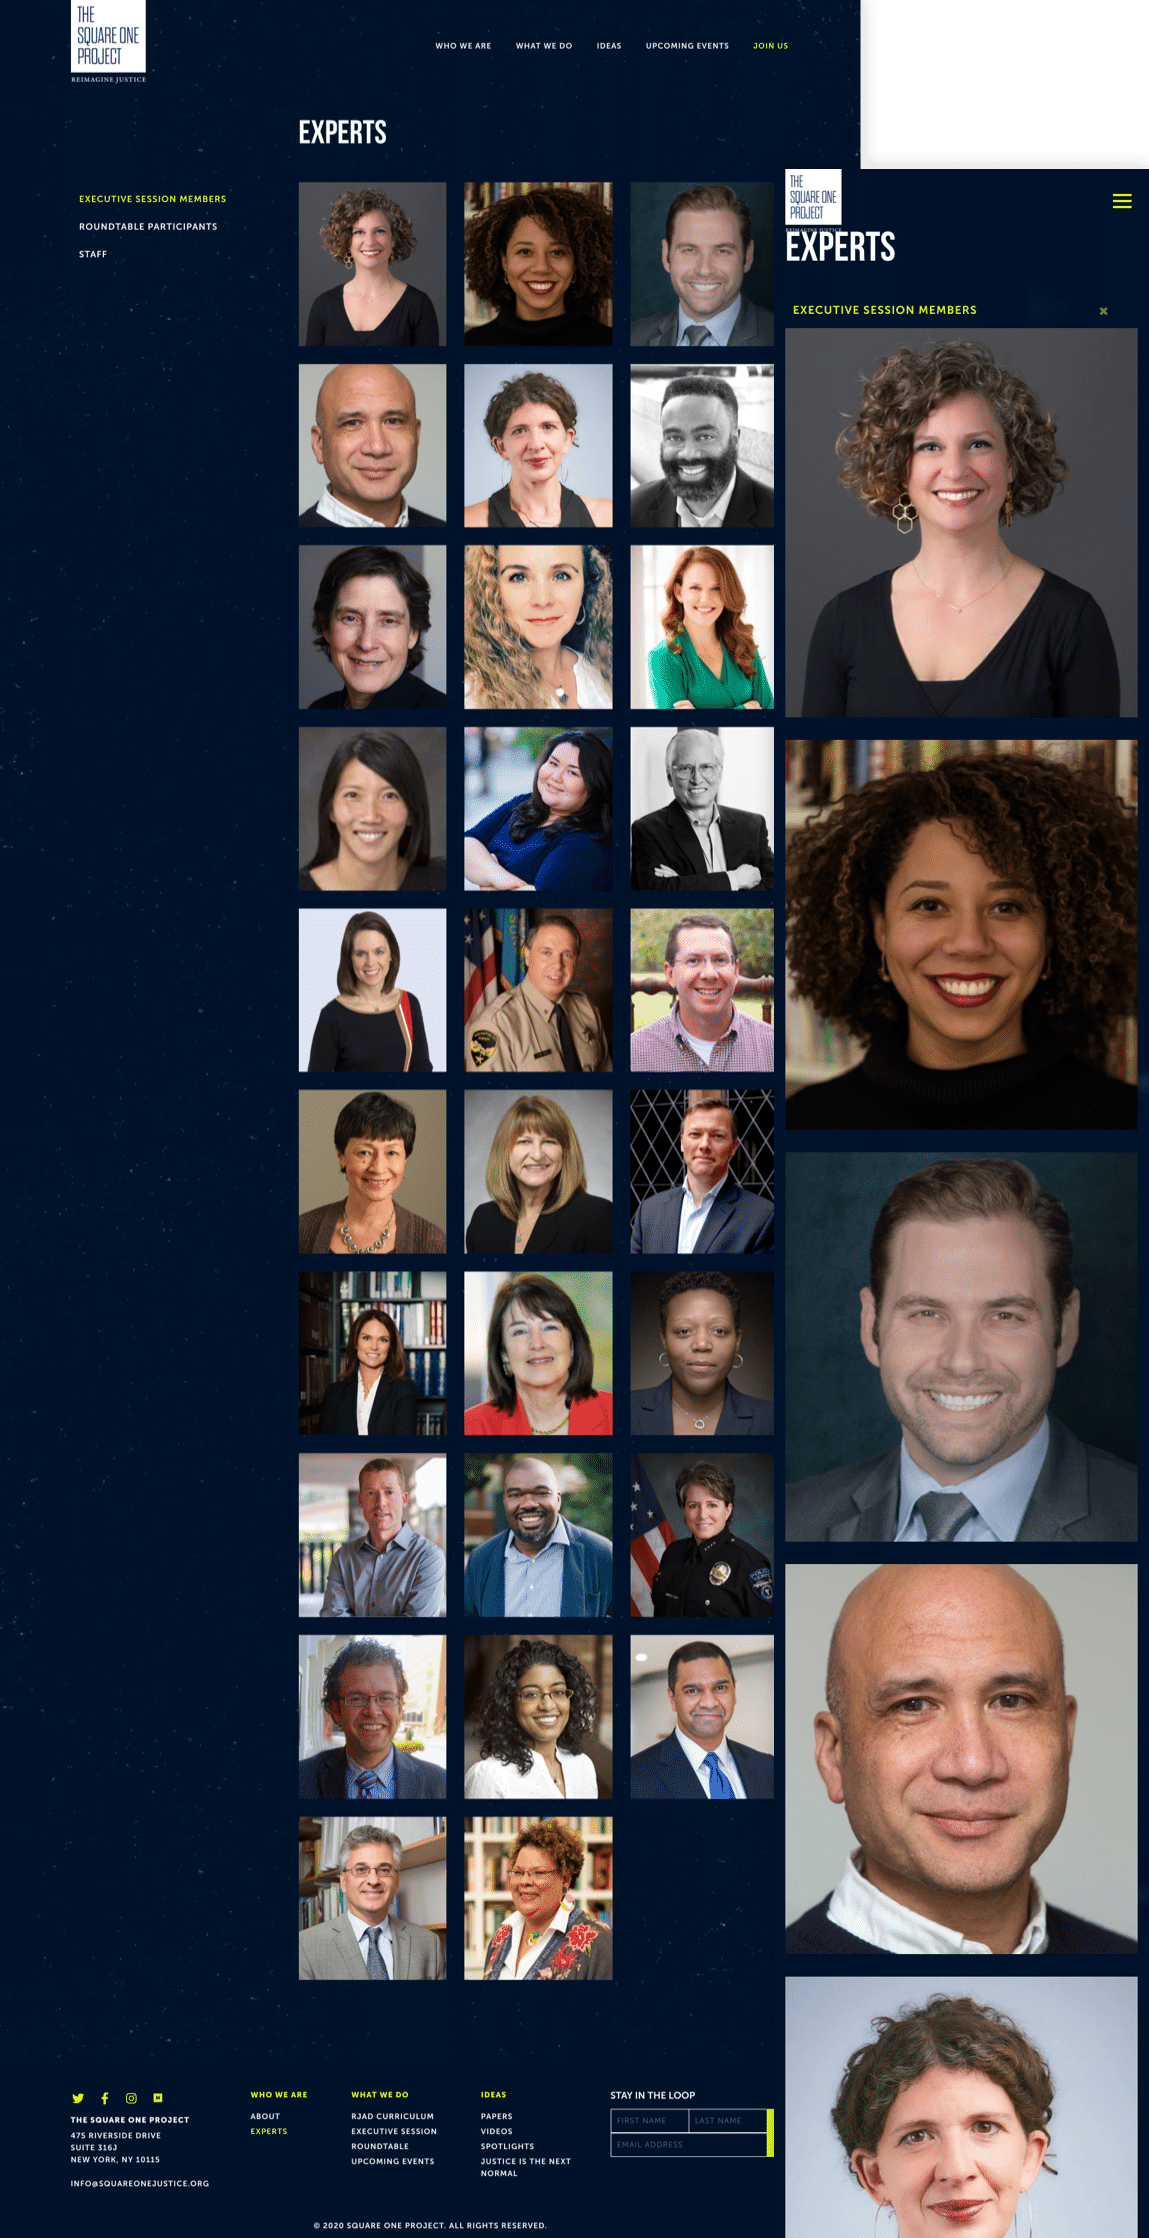 THE
SQUARE ONE
PROJECT
REIMAGINE JUSTICE
WHO WE ARE
WHAT WE DO
IDEAS
UPCOMING EVENTS
JOIN US
EXPERTS
EXECUTIVE SESSION MEMBERS
ROUNDTABLE PARTICIPANTS
STAFF
THE
SQUARE ONE
PROJECT
REIMAGINE JUSTICE
EXPERTS
EXECUTIVE SESSION MEMBERS
THE SQUARE ONE PROJECT
475 RIVERSIDE DRIVE
SUITE 316J
NEW YORK, NY 10115
INFO@SQUAREONEJUSTICE.ORG
WHO WE ARE
ABOUT
EXPERTS
WHAT WE DO
RJAD CURRICULUM
EXECUTIVE SESSION
ROUNDTABLE
UPCOMING EVENTS
IDEAS
PAPERS
VIDEOS
SPOTLIGHTS
JUSTICE IS THE NEXT
NORMAL
STAY IN THE LOOP
FIRST NAME
LAST NAME
EMAIL ADDRESS
© 2020 SQUARE ONE PROJECT. ALL RIGHTS RESERVED.